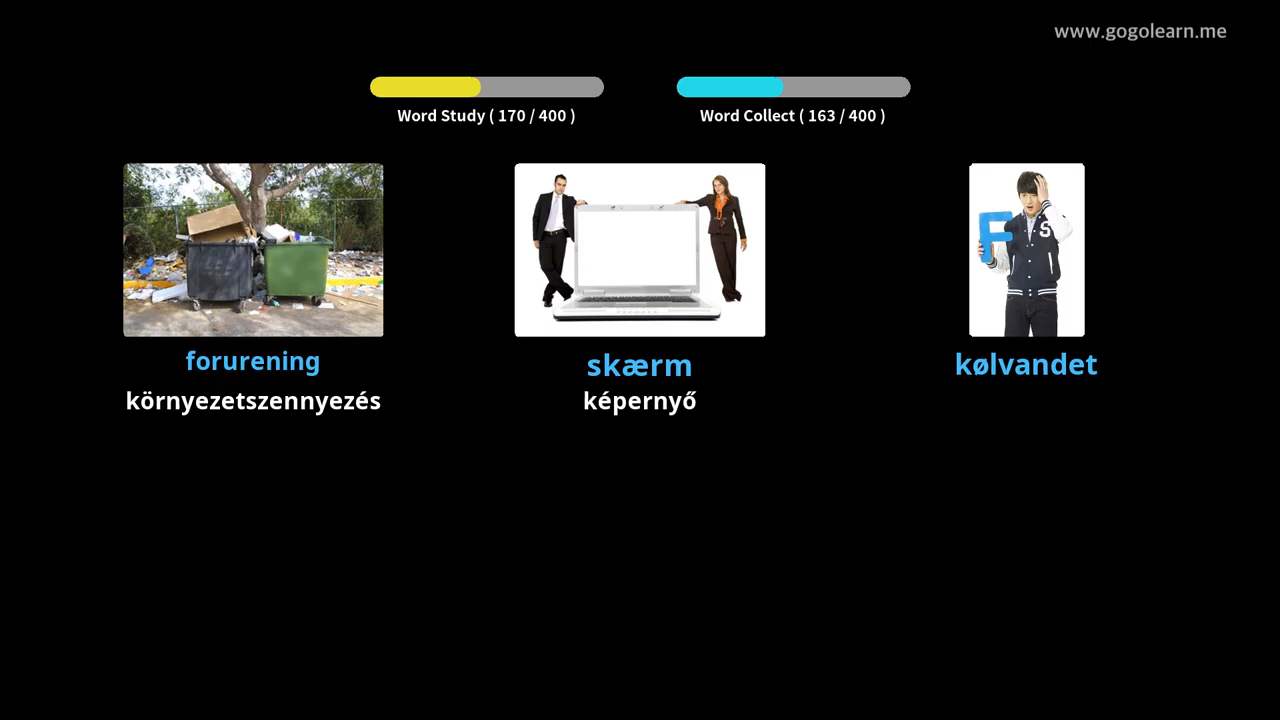 www.gogolearn.me
Word Study ( 170 / 400 )
Word Collect ( 163 / 400 )
F
S
forurening
skærm
kølvandet
környezetszennyezés
képernyő